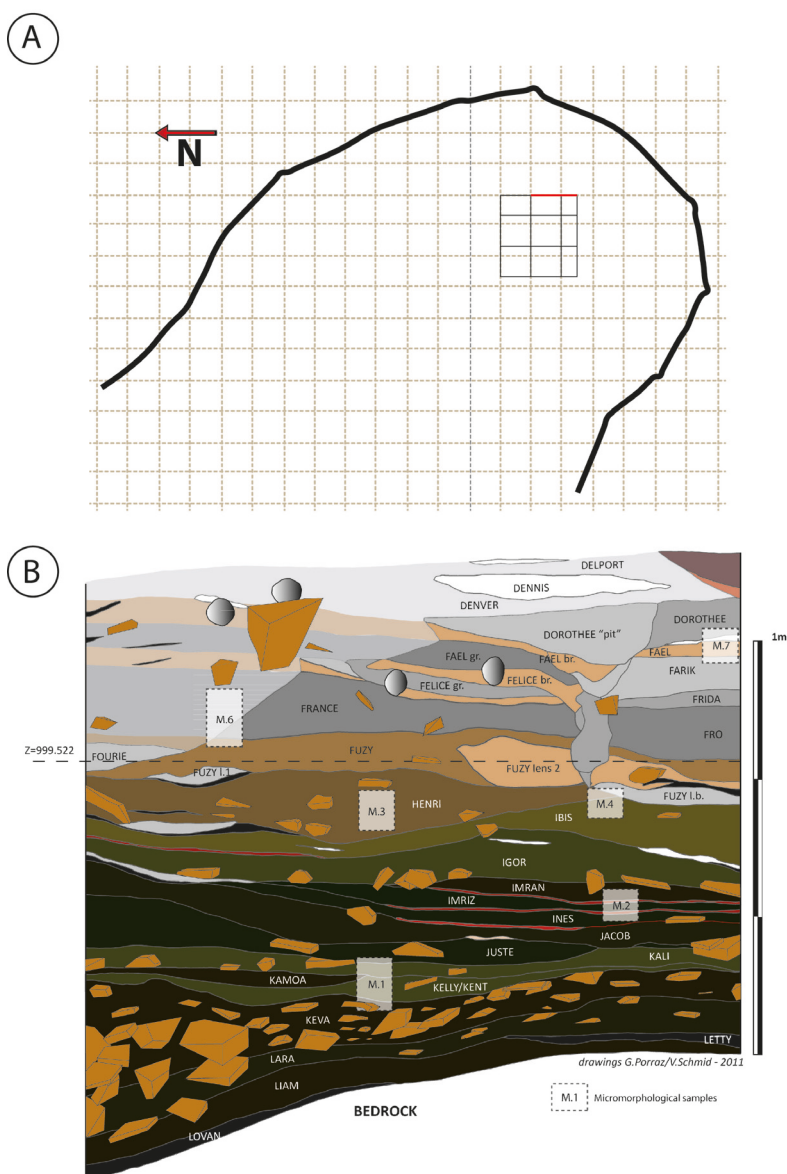 A
N
B
DELPORT
DENNIS
DENVER
DOROTHEE
DOROTHEE "pit"
1m
FAEL
M.7
FAEL gr.
FAEL br.
FARIK
FELICE br.
FELICE gr.
FRIDA
FRANCE
M.6
FRO
Z=999.522
FUZY
FOURIE
FUZY l.1
FUZY lens 2
FUZY l.b.
M.3
HENRI
M.4
IBIS
IGOR
IMRAN
IMRIZ
M.2
INES
JACOB
JUSTE
KALI
KAMOA
M.1
KELLY/KENT
KEVA
LETTY
LARA
drawings G.Porraz/V.Schmid - 2011
LIAM
M.1 Micromorphological samples
BEDROCK
LOVAN